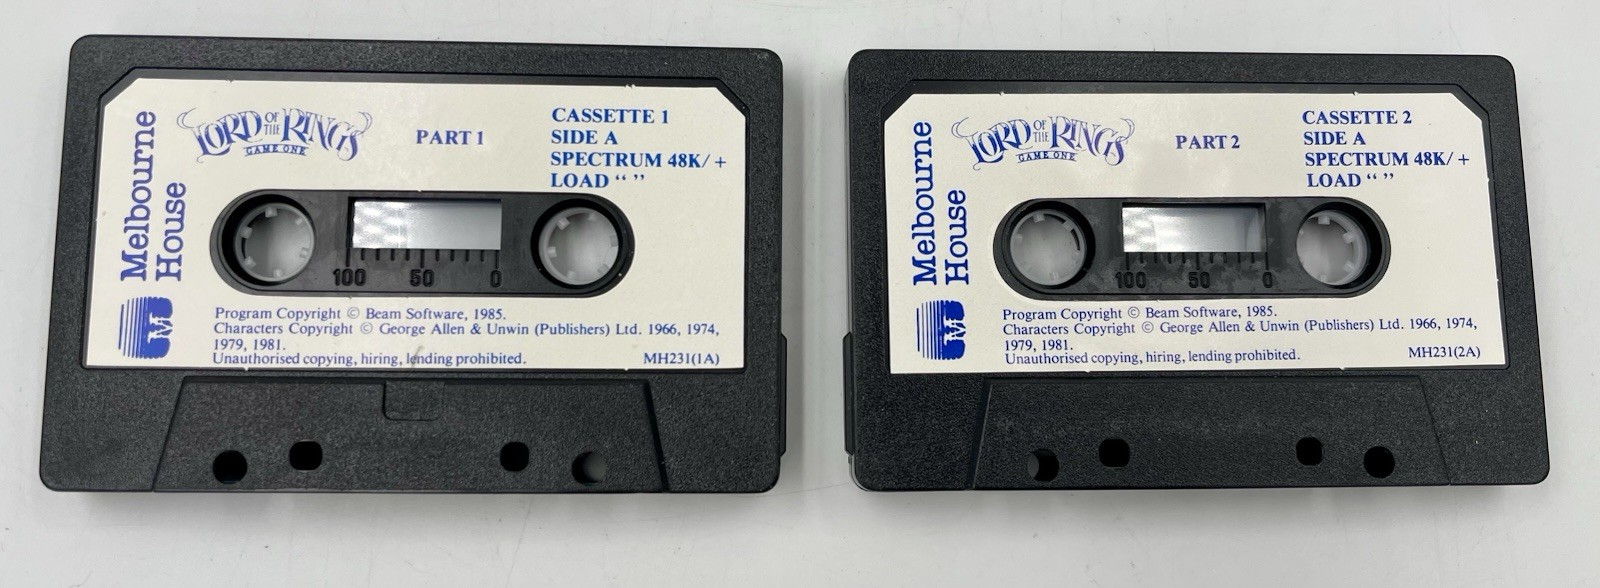 Melbourne
House
LORD OF THE RINGS
GAME ONE
PART 1
CASSETTE 1
SIDE A
SPECTRUM 48K/+
LOAD “ ”
100 50 0
M
Program Copyright © Beam Software, 1985.
Characters Copyright © George Allen & Unwin (Publishers) Ltd. 1966, 1974,
1979, 1981.
Unauthorised copying, hiring, lending prohibited. MH231(1A)
Melbourne
House
LORD OF THE RINGS
GAME ONE
PART 2
CASSETTE 2
SIDE A
SPECTRUM 48K/+
LOAD “ ”
100 50 0
M
Program Copyright © Beam Software, 1985.
Characters Copyright © George Allen & Unwin (Publishers) Ltd. 1966, 1974,
1979, 1981.
Unauthorised copying, hiring, lending prohibited. MH231(2A)